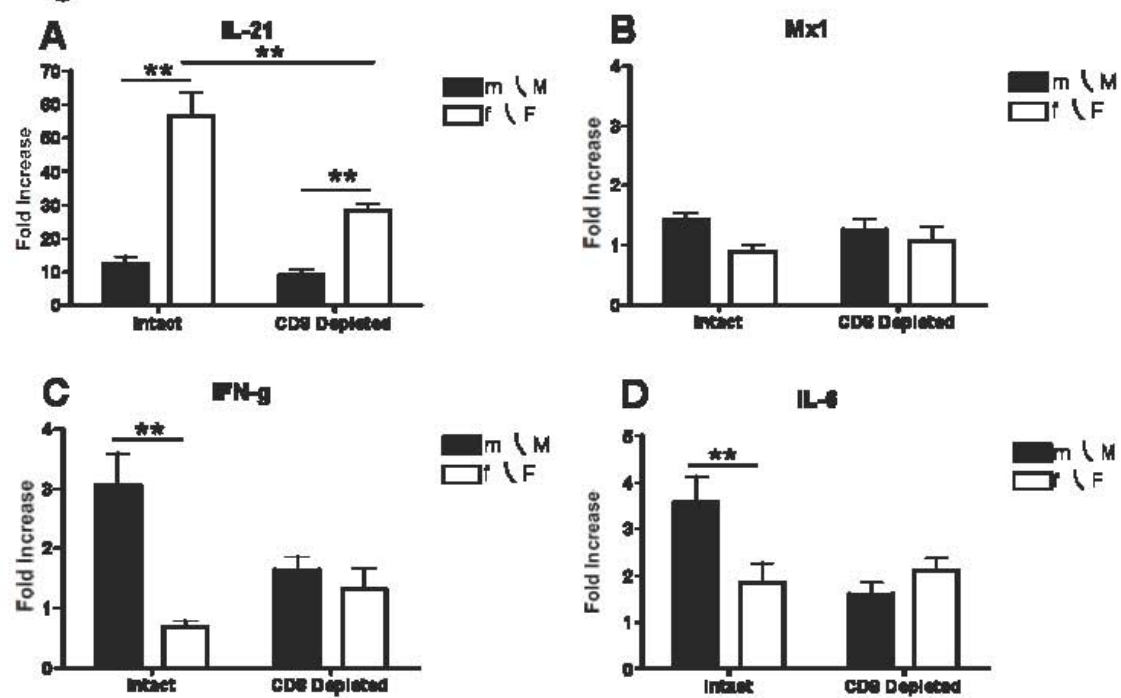 A
IL-21
**
**
**
Fold Increase
70
60
50
40
30
20
10
0
Intact
CD8 Depleted
m \ M
f \ F
B
Mx1
Fold Increase
4
3
2
1
0
Intact
CD8 Depleted
m \ M
f \ F
C
IFN-g
**
Fold Increase
4
3
2
1
0
Intact
CD8 Depleted
m \ M
f \ F
D
IL-6
**
Fold Increase
5
4
3
2
1
0
Intact
CD8 Depleted
m \ M
f \ F